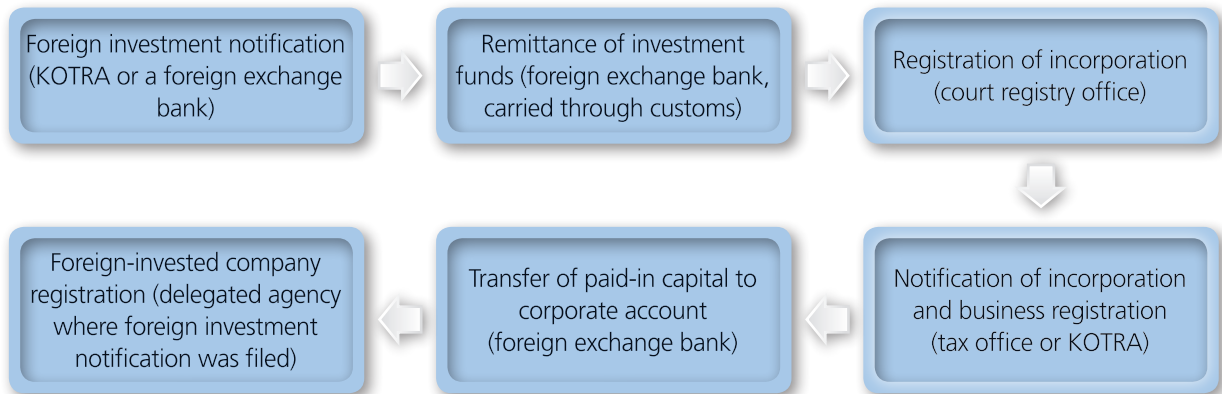 Foreign investment notification
(KOTRA or a foreign exchange
bank)
Remittance of investment
funds (foreign exchange bank,
carried through customs)
Registration of incorporation
(court registry office)
Notification of incorporation
and business registration
(tax office or KOTRA)
Transfer of paid-in capital to
corporate account
(foreign exchange bank)
Foreign-invested company
registration (delegated agency
where foreign investment
notification was filed)